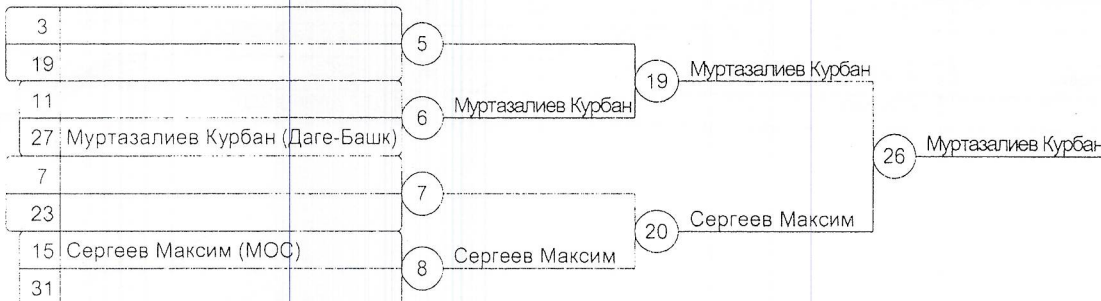 3
5
19
19 Муртазалиев Курбан
11
6 Муртазалиев Курбан
27 Муртазалиев Курбан (Даге-Башк)
26 Муртазалиев Курбан
7
7
23
20 Сергеев Максим
15 Сергеев Максим (МОС)
8 Сергеев Максим
31